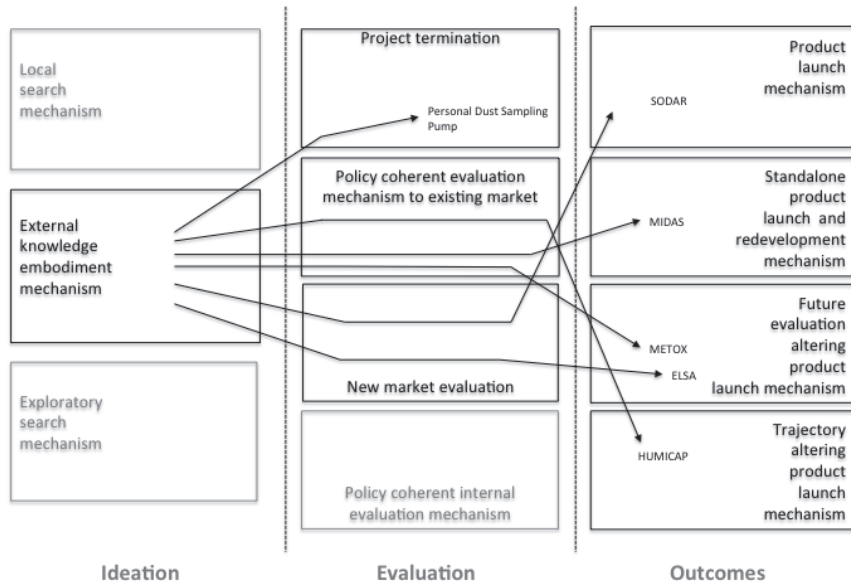 Local
search
mechanism
External
knowledge
embodiment
mechanism
Exploratory
search
mechanism
Ideation
Project termination
Personal Dust Sampling
Pump
Policy coherent evaluation
mechanism to existing market
New market evaluation
Policy coherent internal
evaluation mechanism
Evaluation
Product
launch
mechanism
SODAR
Standalone
product
launch and
redevelopment
mechanism
MIDAS
Future
evaluation
altering
product
launch mechanism
METOX
ELSA
Trajectory
altering
product
launch
mechanism
HUMICAP
Outcomes